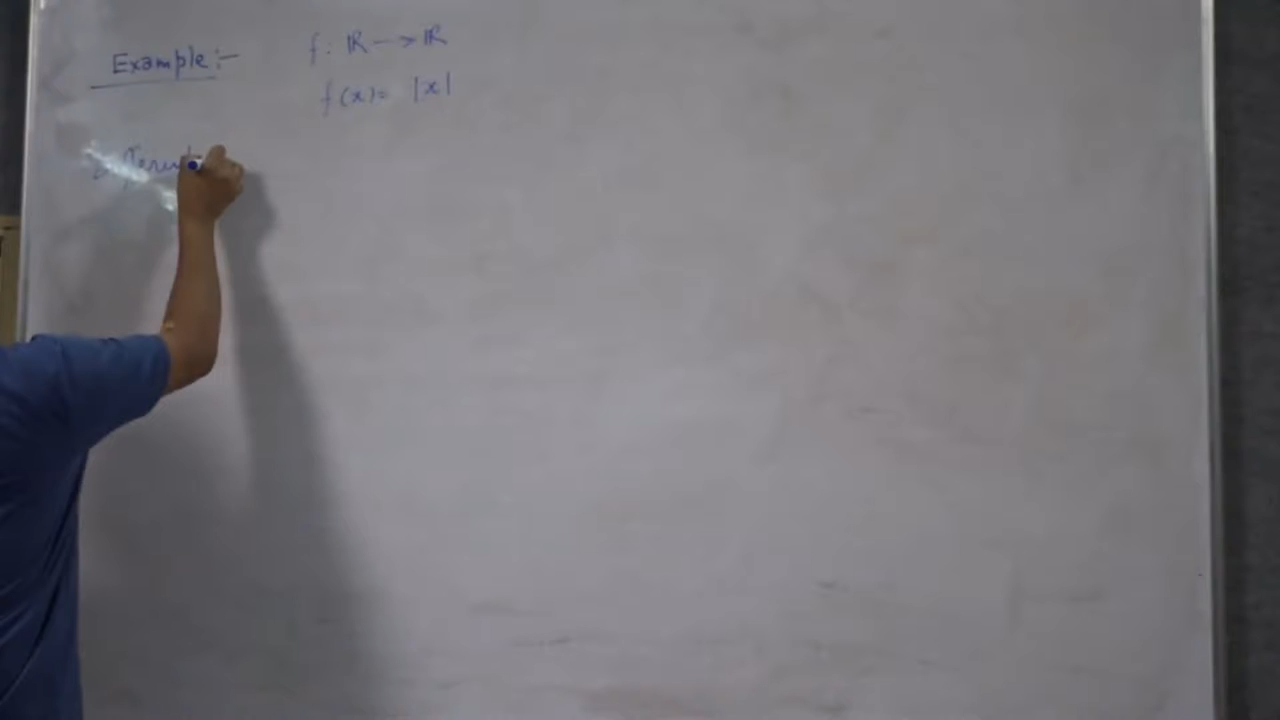 Example:-
f: ℝ → ℝ
f(x) = |x|